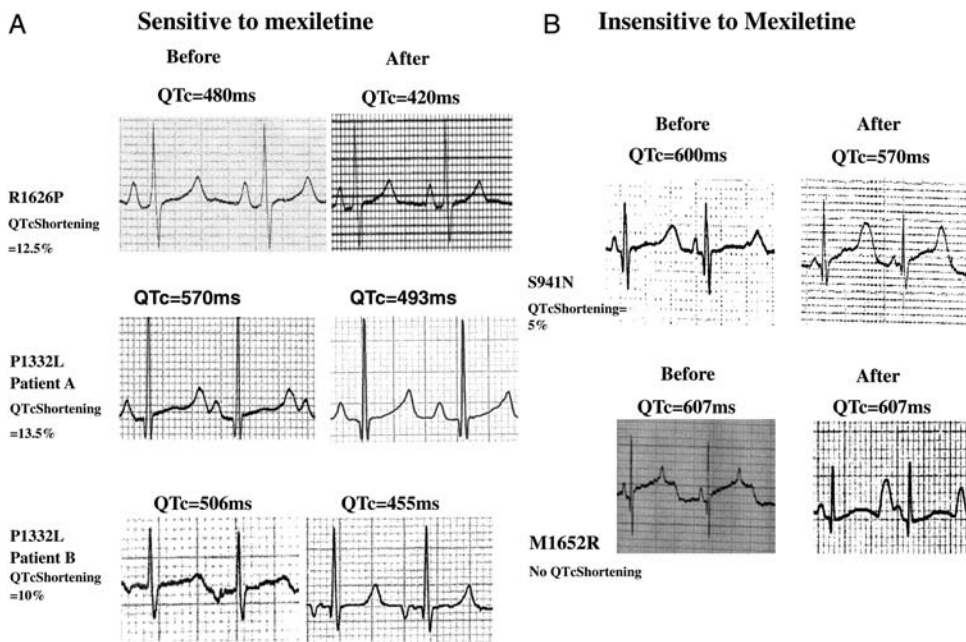 A
Sensitive to mexiletine
Before
After
QTc=480ms
QTc=420ms
R1626P
QTcShortening
=12.5%
QTc=570ms
QTc=493ms
P1332L
Patient A
QTcShortening
=13.5%
QTc=506ms
QTc=455ms
P1332L
Patient B
QTcShortening
=10%
B
Insensitive to Mexiletine
Before
After
QTc=600ms
QTc=570ms
S941N
QTcShortening=
5%
Before
After
QTc=607ms
QTc=607ms
M1652R
No QTcShortening